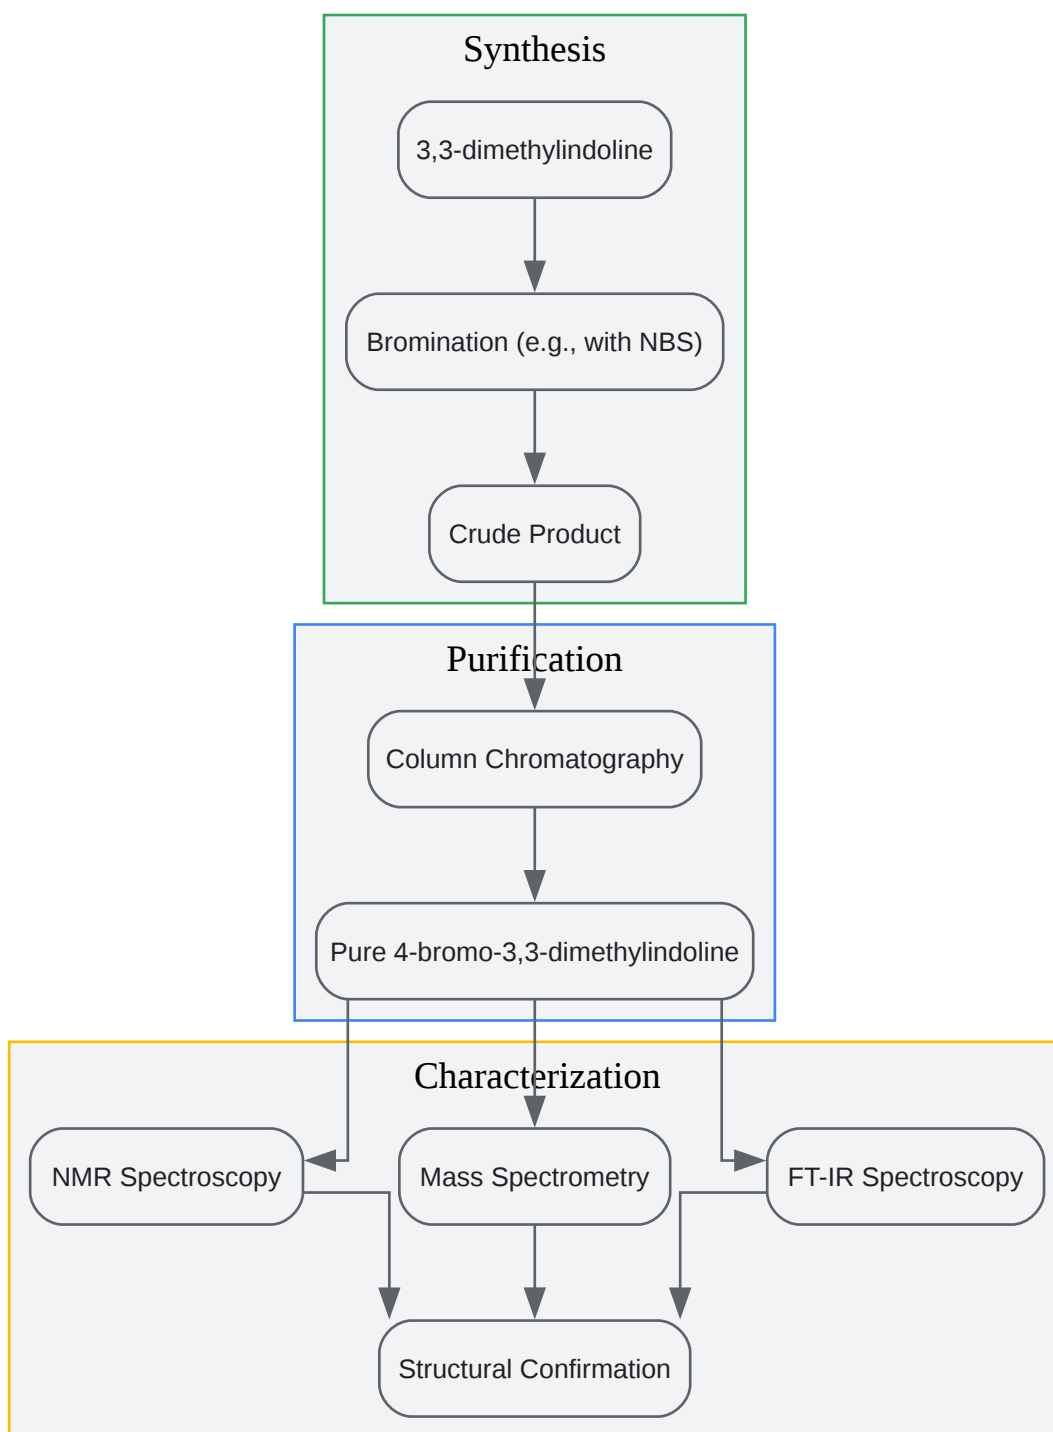 Synthesis
3,3-dimethylindoline
Bromination (e.g., with NBS)
Crude Product
Purification
Column Chromatography
Pure 4-bromo-3,3-dimethylindoline
Characterization
NMR Spectroscopy
Mass Spectrometry
FT-IR Spectroscopy
Structural Confirmation